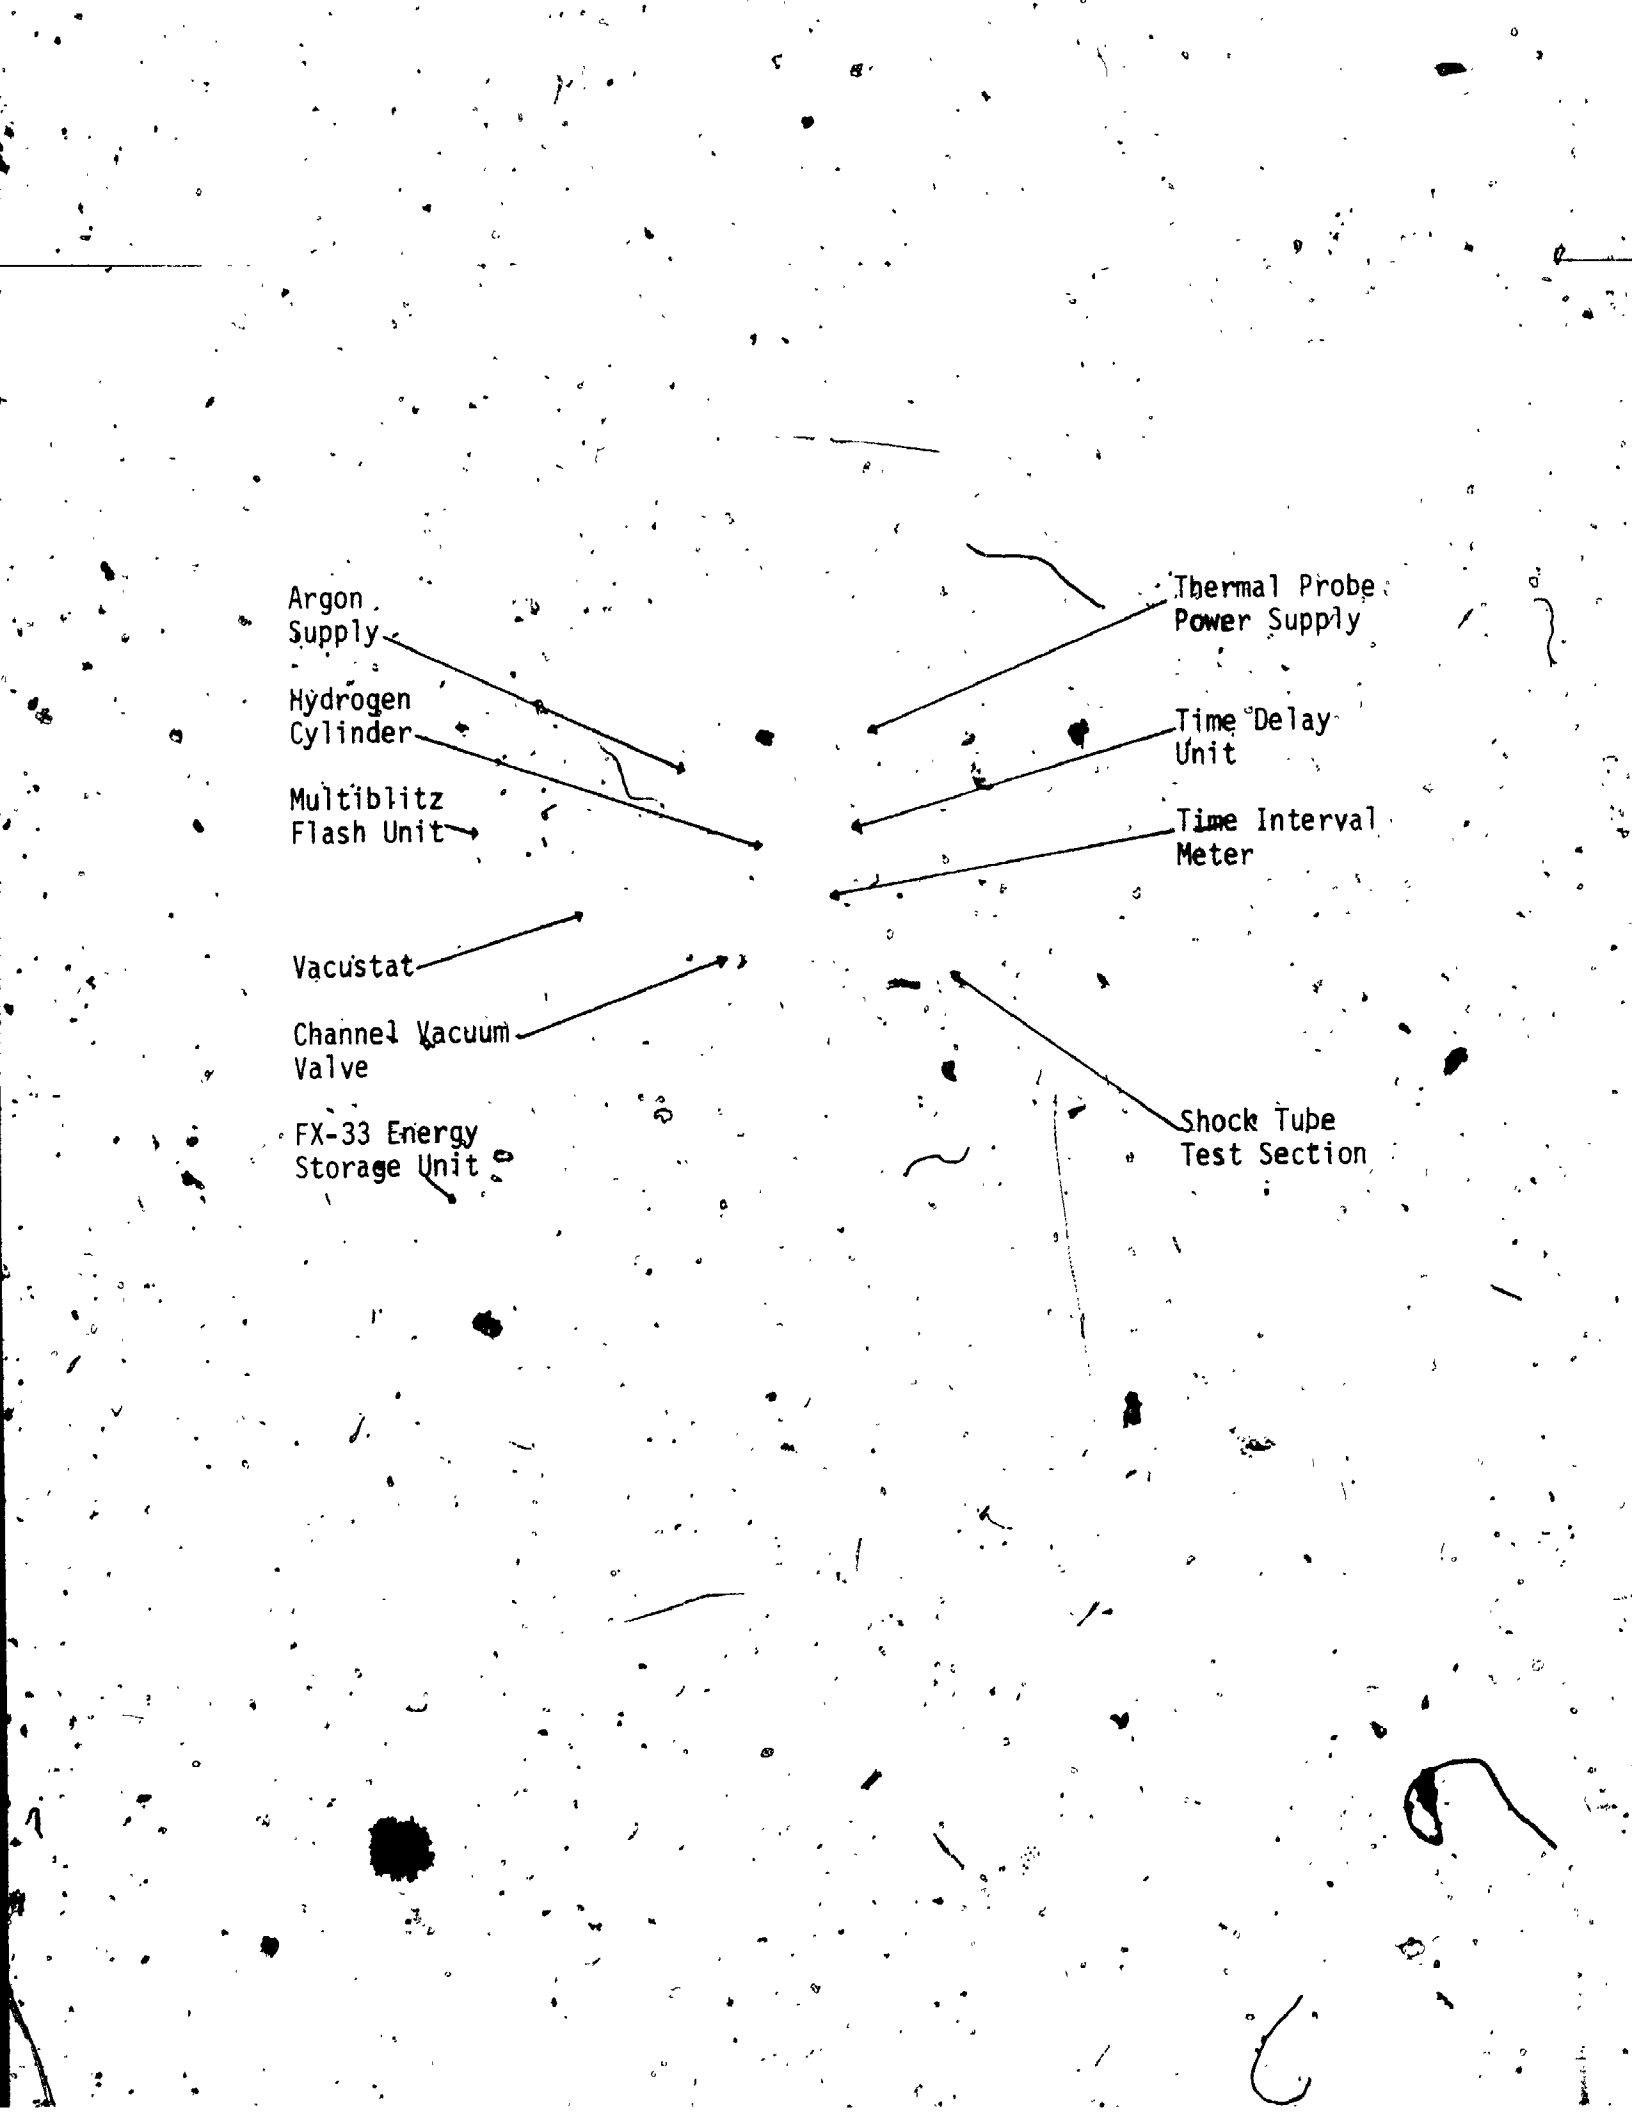 Argon
Supply
Hydrogen
Cylinder
Multiblitz
Flash Unit
Vacustat
Channel Vacuum
Valve
FX-33 Energy
Storage Unit
Thermal Probe
Power Supply
Time Delay
Unit
Time Interval
Meter
Shock Tube
Test Section